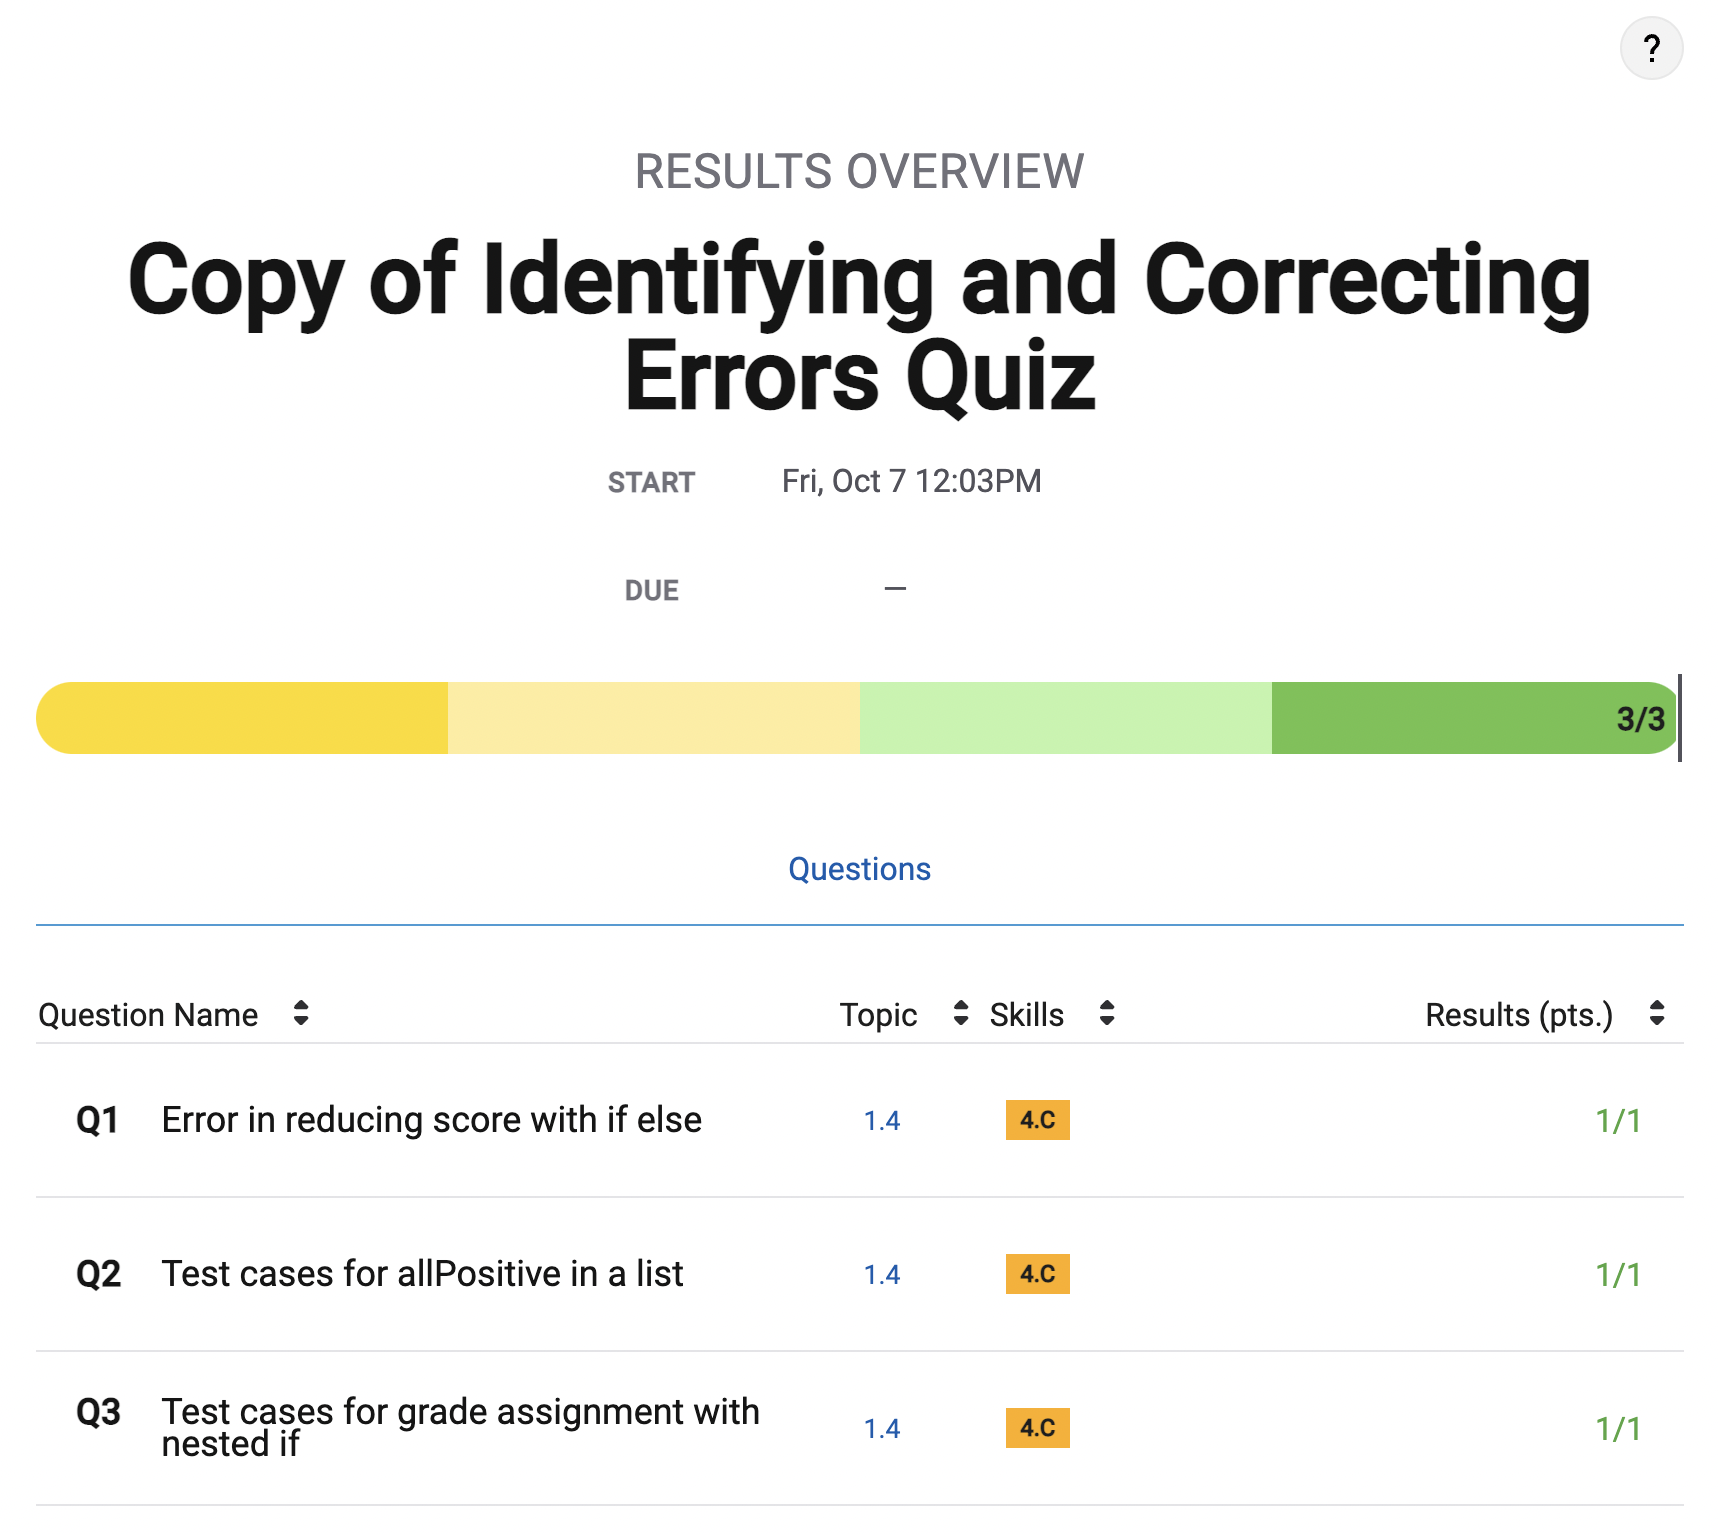 ?
RESULTS OVERVIEW
Copy of Identifying and Correcting
Errors Quiz
START Fri, Oct 7 12:03PM
DUE —
3/3
Questions
Question Name Topic Skills Results (pts.)
Q1 Error in reducing score with if else 1.4 4.C 1/1
Q2 Test cases for allPositive in a list 1.4 4.C 1/1
Q3 Test cases for grade assignment with
nested if 1.4 4.C 1/1